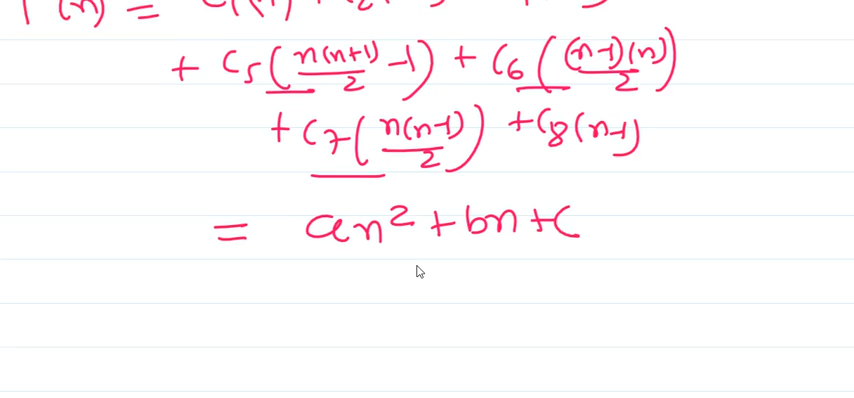 (n) =
+ C5 (n(n+1)/2 - 1) + C6 ((n-1)(n)/2)
+ C7 (n(n-1)/2) + C8 (n-1)
= an² + bn + c